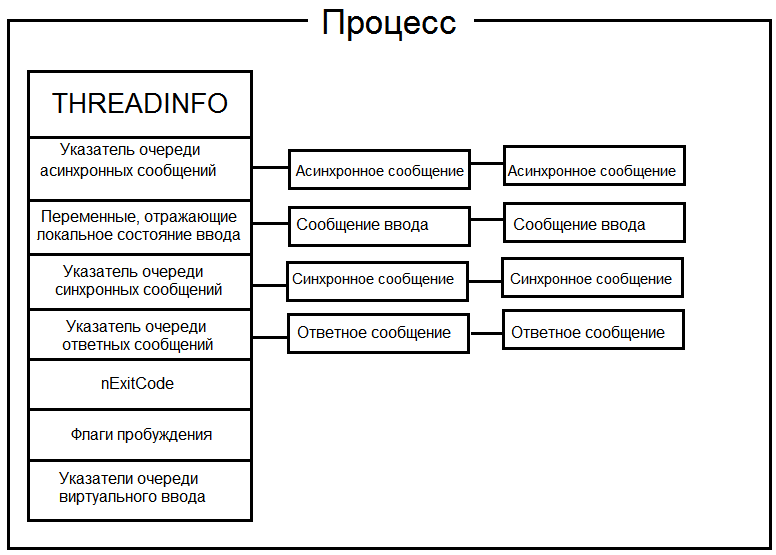 Процесс
THREADINFO
Указатель очереди
асинхронных сообщений
Асинхронное сообщение
Асинхронное сообщение
Переменные, отражающие
локальное состояние ввода
Сообщение ввода
Сообщение ввода
Указатель очереди
синхронных сообщений
Синхронное сообщение
Синхронное сообщение
Указатель очереди
ответных сообщений
Ответное сообщение
Ответное сообщение
nExitCode
Флаги пробуждения
Указатели очереди
виртуального ввода